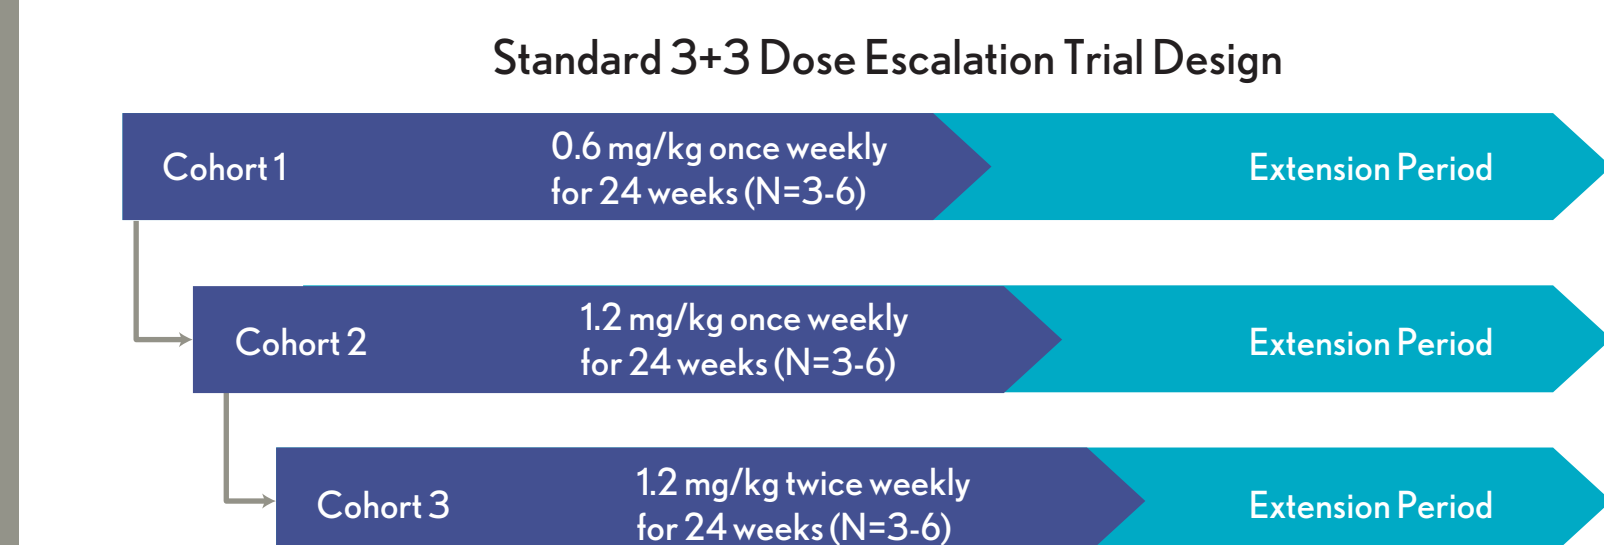 Standard 3+3 Dose Escalation Trial Design
Cohort 1
0.6 mg/kg once weekly
for 24 weeks (N=3-6)
Extension Period
Cohort 2
1.2 mg/kg once weekly
for 24 weeks (N=3-6)
Extension Period
Cohort 3
1.2 mg/kg twice weekly
for 24 weeks (N=3-6)
Extension Period